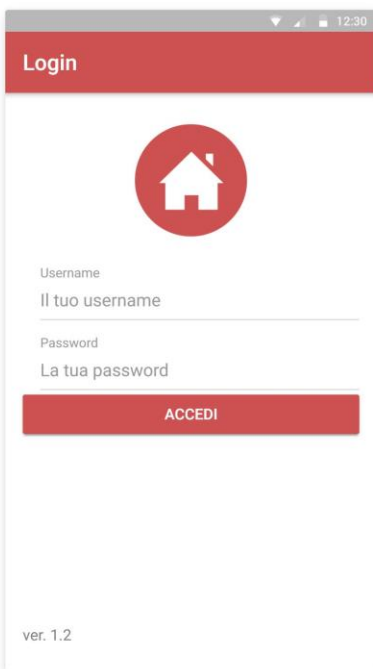 12:30
Login
Username
Il tuo username
Password
La tua password
ACCEDI
ver. 1.2